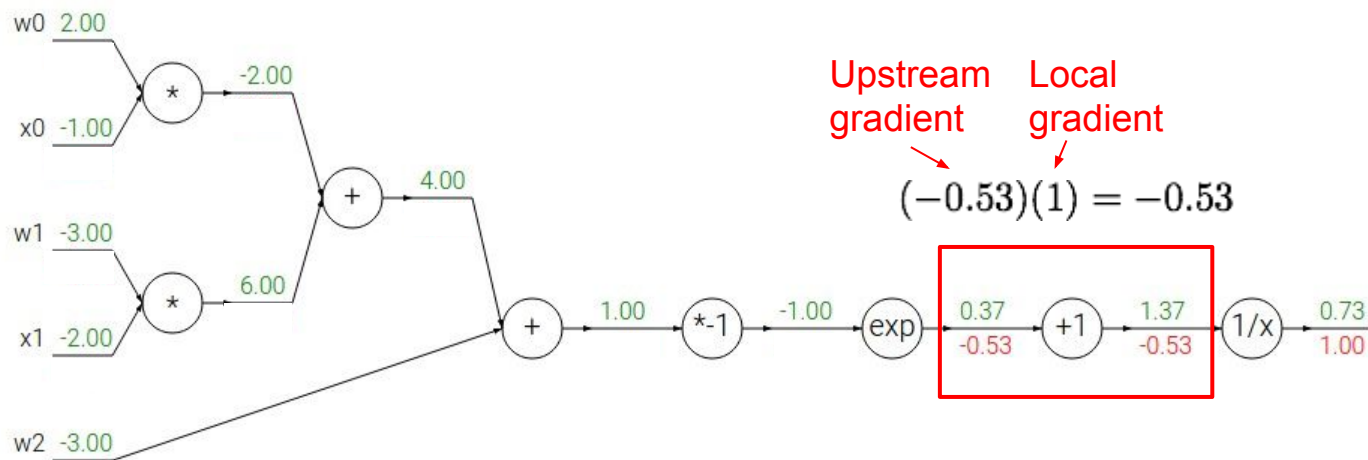 w0 2.00
*
-2.00
x0 -1.00
Upstream gradient
Local gradient
(−0.53)(1) = −0.53
+
4.00
w1 -3.00
*
6.00
x1 -2.00
+
1.00
*-1
-1.00
exp
0.37
-0.53
+1
1.37
-0.53
1/x
0.73
1.00
w2 -3.00